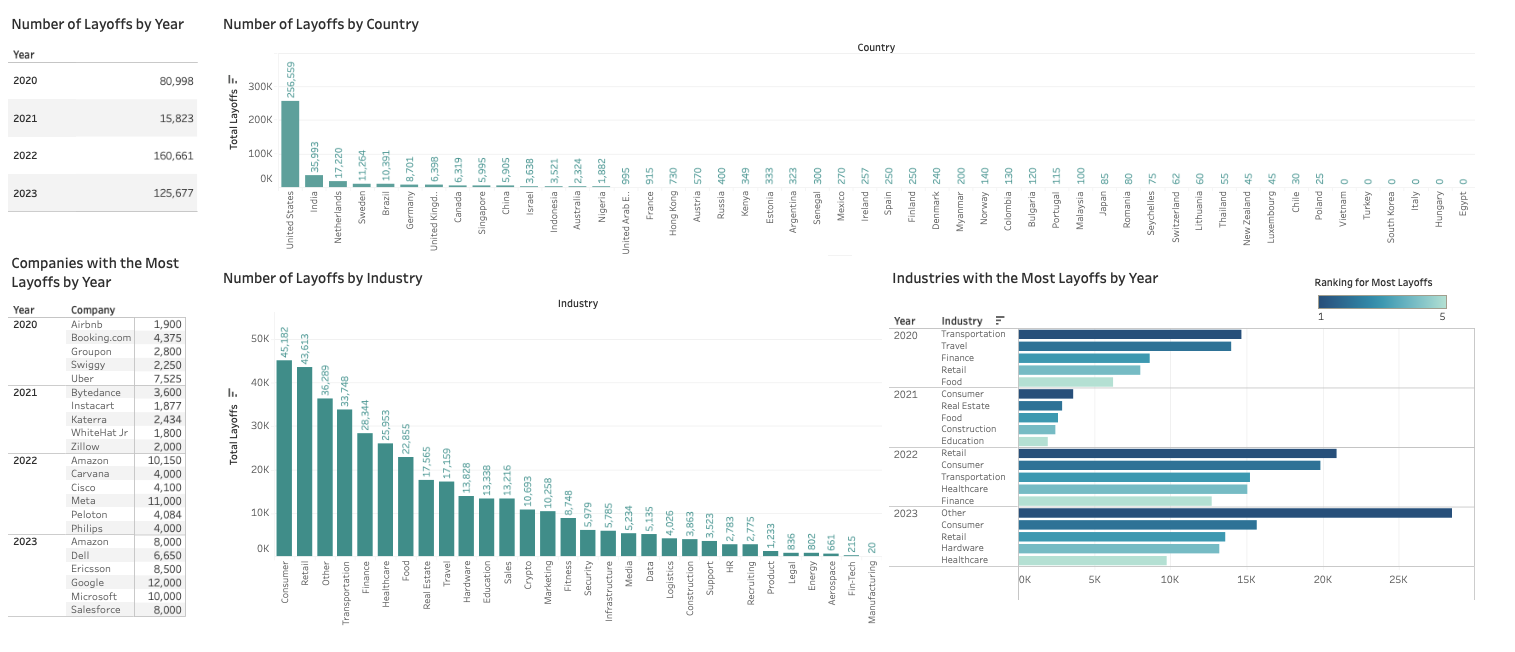 Number of Layoffs by Year
Year
2020 80,998
2021 15,823
2022 160,661
2023 125,677
Number of Layoffs by Country
Country
Total Layoffs
300K
200K
100K
0K
256,559
35,993
17,220
11,264
10,391
8,701
6,398
6,319
5,995
5,905
3,638
3,521
2,324
1,882
995
915
730
570
400
349
333
323
300
270
257
250
250
240
200
140
130
120
115
100
85
80
75
62
60
55
45
45
30
25
0
0
0
0
0
0
United States
India
Netherlands
Sweden
Brazil
Germany
United Kingd..
Canada
Singapore
China
Israel
Indonesia
Australia
Nigeria
United Arab E..
France
Hong Kong
Austria
Russia
Kenya
Estonia
Argentina
Senegal
Mexico
Ireland
Spain
Finland
Denmark
Myanmar
Norway
Colombia
Bulgaria
Portugal
Malaysia
Japan
Romania
Seychelles
Switzerland
Lithuania
Thailand
New Zealand
Luxembourg
Chile
Poland
Vietnam
Turkey
South Korea
Italy
Hungary
Egypt
Companies with the Most
Layoffs by Year
Year Company
2020 Airbnb 1,900
Booking.com 4,375
Groupon 2,800
Swiggy 2,250
Uber 7,525
2021 Bytedance 3,600
Instacart 1,877
Katerra 2,434
WhiteHat Jr 1,800
Zillow 2,000
2022 Amazon 10,150
Carvana 4,000
Cisco 4,100
Meta 11,000
Peloton 4,084
Philips 4,000
2023 Amazon 8,000
Dell 6,650
Ericsson 8,500
Google 12,000
Microsoft 10,000
Salesforce 8,000
Number of Layoffs by Industry
Industry
Total Layoffs
50K
40K
30K
20K
10K
0K
45,182
43,613
36,289
33,748
28,344
25,953
22,855
17,565
17,159
13,828
13,338
13,216
10,693
10,258
8,748
5,979
5,785
5,234
5,135
4,026
3,863
3,523
2,783
2,775
1,233
836
802
661
215
20
Consumer
Retail
Other
Transportation
Finance
Healthcare
Food
Real Estate
Travel
Hardware
Education
Sales
Crypto
Marketing
Fitness
Security
Infrastructure
Media
Data
Logistics
Construction
Support
HR
Recruiting
Product
Legal
Energy
Aerospace
Fin-Tech
Manufacturing
Industries with the Most Layoffs by Year
Ranking for Most Layoffs
1 5
Year Industry
2020 Transportation
Travel
Finance
Retail
Food
2021 Consumer
Real Estate
Food
Construction
Education
2022 Retail
Consumer
Transportation
Healthcare
Finance
2023 Other
Consumer
Retail
Hardware
Healthcare
0K 5K 10K 15K 20K 25K